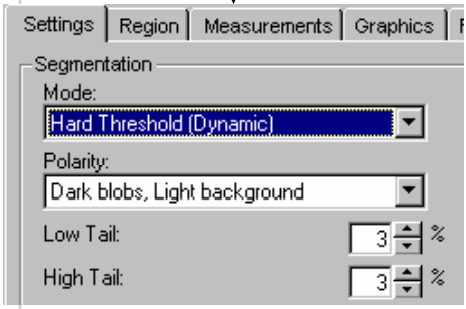 Settings Region Measurements Graphics
Segmentation
Mode:
Hard Threshold (Dynamic)
Polarity:
Dark blobs, Light background
Low Tail: 3 %
High Tail: 3 %